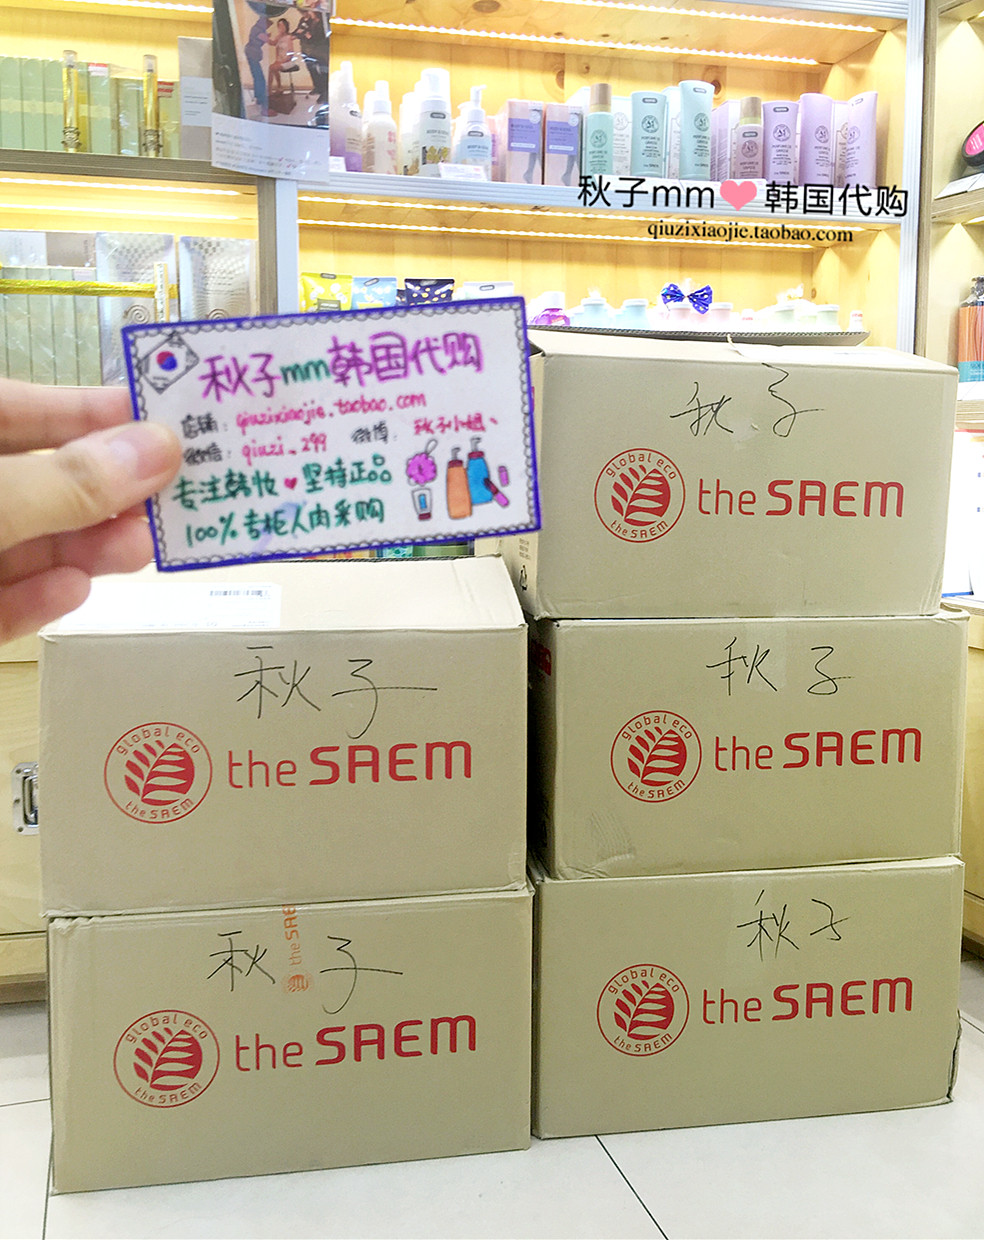 秋子mm❤韩国代购
qiuzixiaojie.taobao.com
秋子mm韩国代购
店铺：qiuzixiaojie.taobao.com
微信：qiuzi_299 微博：秋子小姐、
专注韩妆♥坚持正品
100%专柜人肉采购
秋子
global eco
the SAEM
the SAEM
秋子
global eco
the SAEM
the SAEM
秋子
global eco
the SAEM
the SAEM
秋子
the SAE
global eco
the SAEM
the SAEM
秋子
global eco
the SAEM
the SAEM